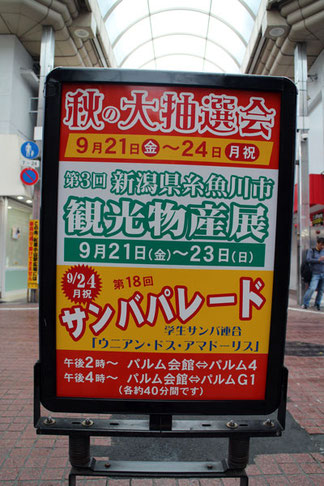 秋の大抽選会
9月21日金～24日月祝
第3回 新潟県糸魚川市
観光物産展
9月21日(金)～23日(日)
9/24
月祝
第18回
サンバパレード
学生サンバ連合
「ウニアン・ドス・アマドーリス」
午後2時～ パルム会館⇔パルム4
午後4時～ パルム会館⇔パルムG1
(各約40分間です)